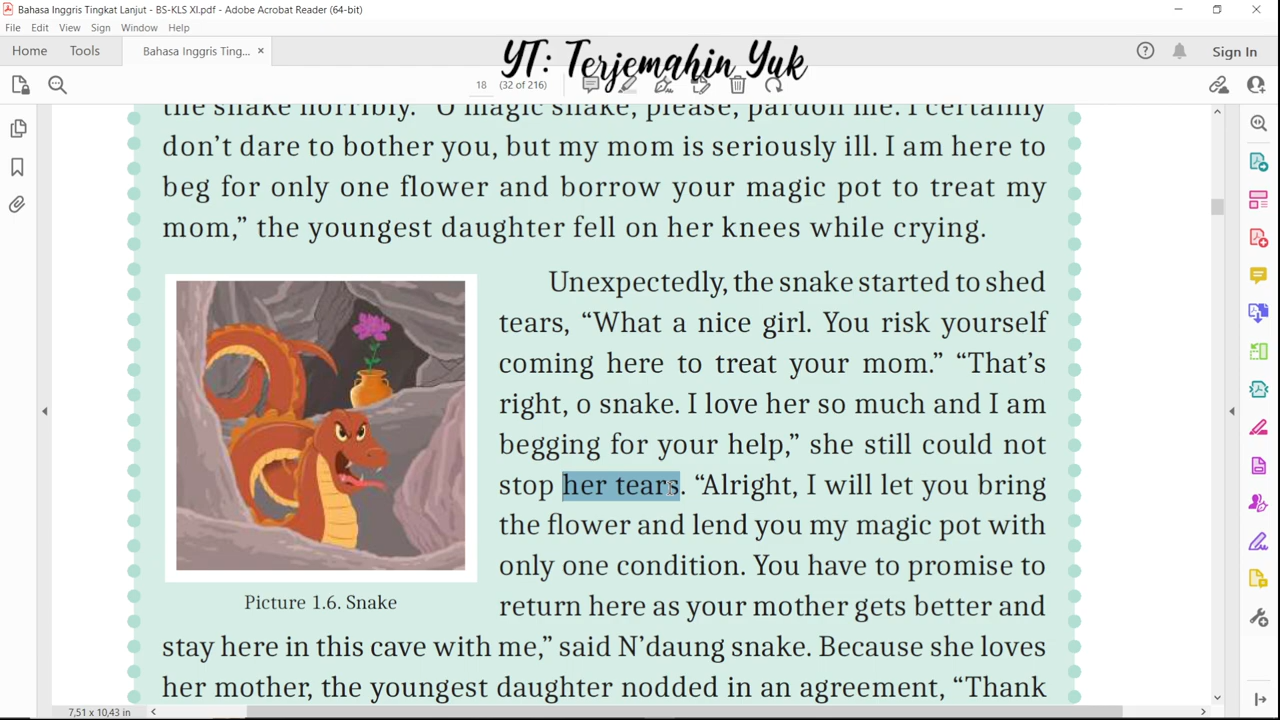 Bahasa Inggris Tingkat Lanjut - BS-KLS XI.pdf - Adobe Acrobat Reader (64-bit)
File Edit View Sign Window Help
Home Tools Bahasa Inggris Ting... × Sign In
YT: Terjemahin Yuk
18 (32 of 216)
the snake horribly. “O magic snake, please, pardon me. I certainly
don’t dare to bother you, but my mom is seriously ill. I am here to
beg for only one flower and borrow your magic pot to treat my
mom,” the youngest daughter fell on her knees while crying.
Unexpectedly, the snake started to shed
tears, “What a nice girl. You risk yourself
coming here to treat your mom.” “That’s
right, o snake. I love her so much and I am
begging for your help,” she still could not
stop her tears. “Alright, I will let you bring
the flower and lend you my magic pot with
only one condition. You have to promise to
return here as your mother gets better and
Picture 1.6. Snake
stay here in this cave with me,” said N’daung snake. Because she loves
her mother, the youngest daughter nodded in an agreement, “Thank
7,51 x 10,43 in